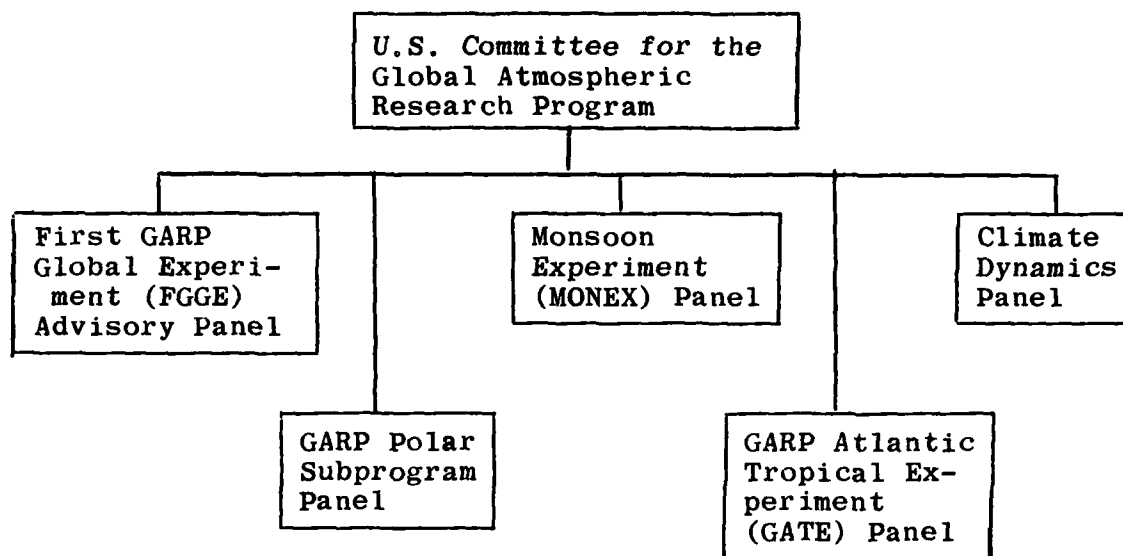 U.S. Committee for the
Global Atmospheric
Research Program
First GARP
Global Experi-
ment (FGGE)
Advisory Panel
Monsoon
Experiment
(MONEX) Panel
Climate
Dynamics
Panel
GARP Polar
Subprogram
Panel
GARP Atlantic
Tropical Ex-
periment
(GATE) Panel